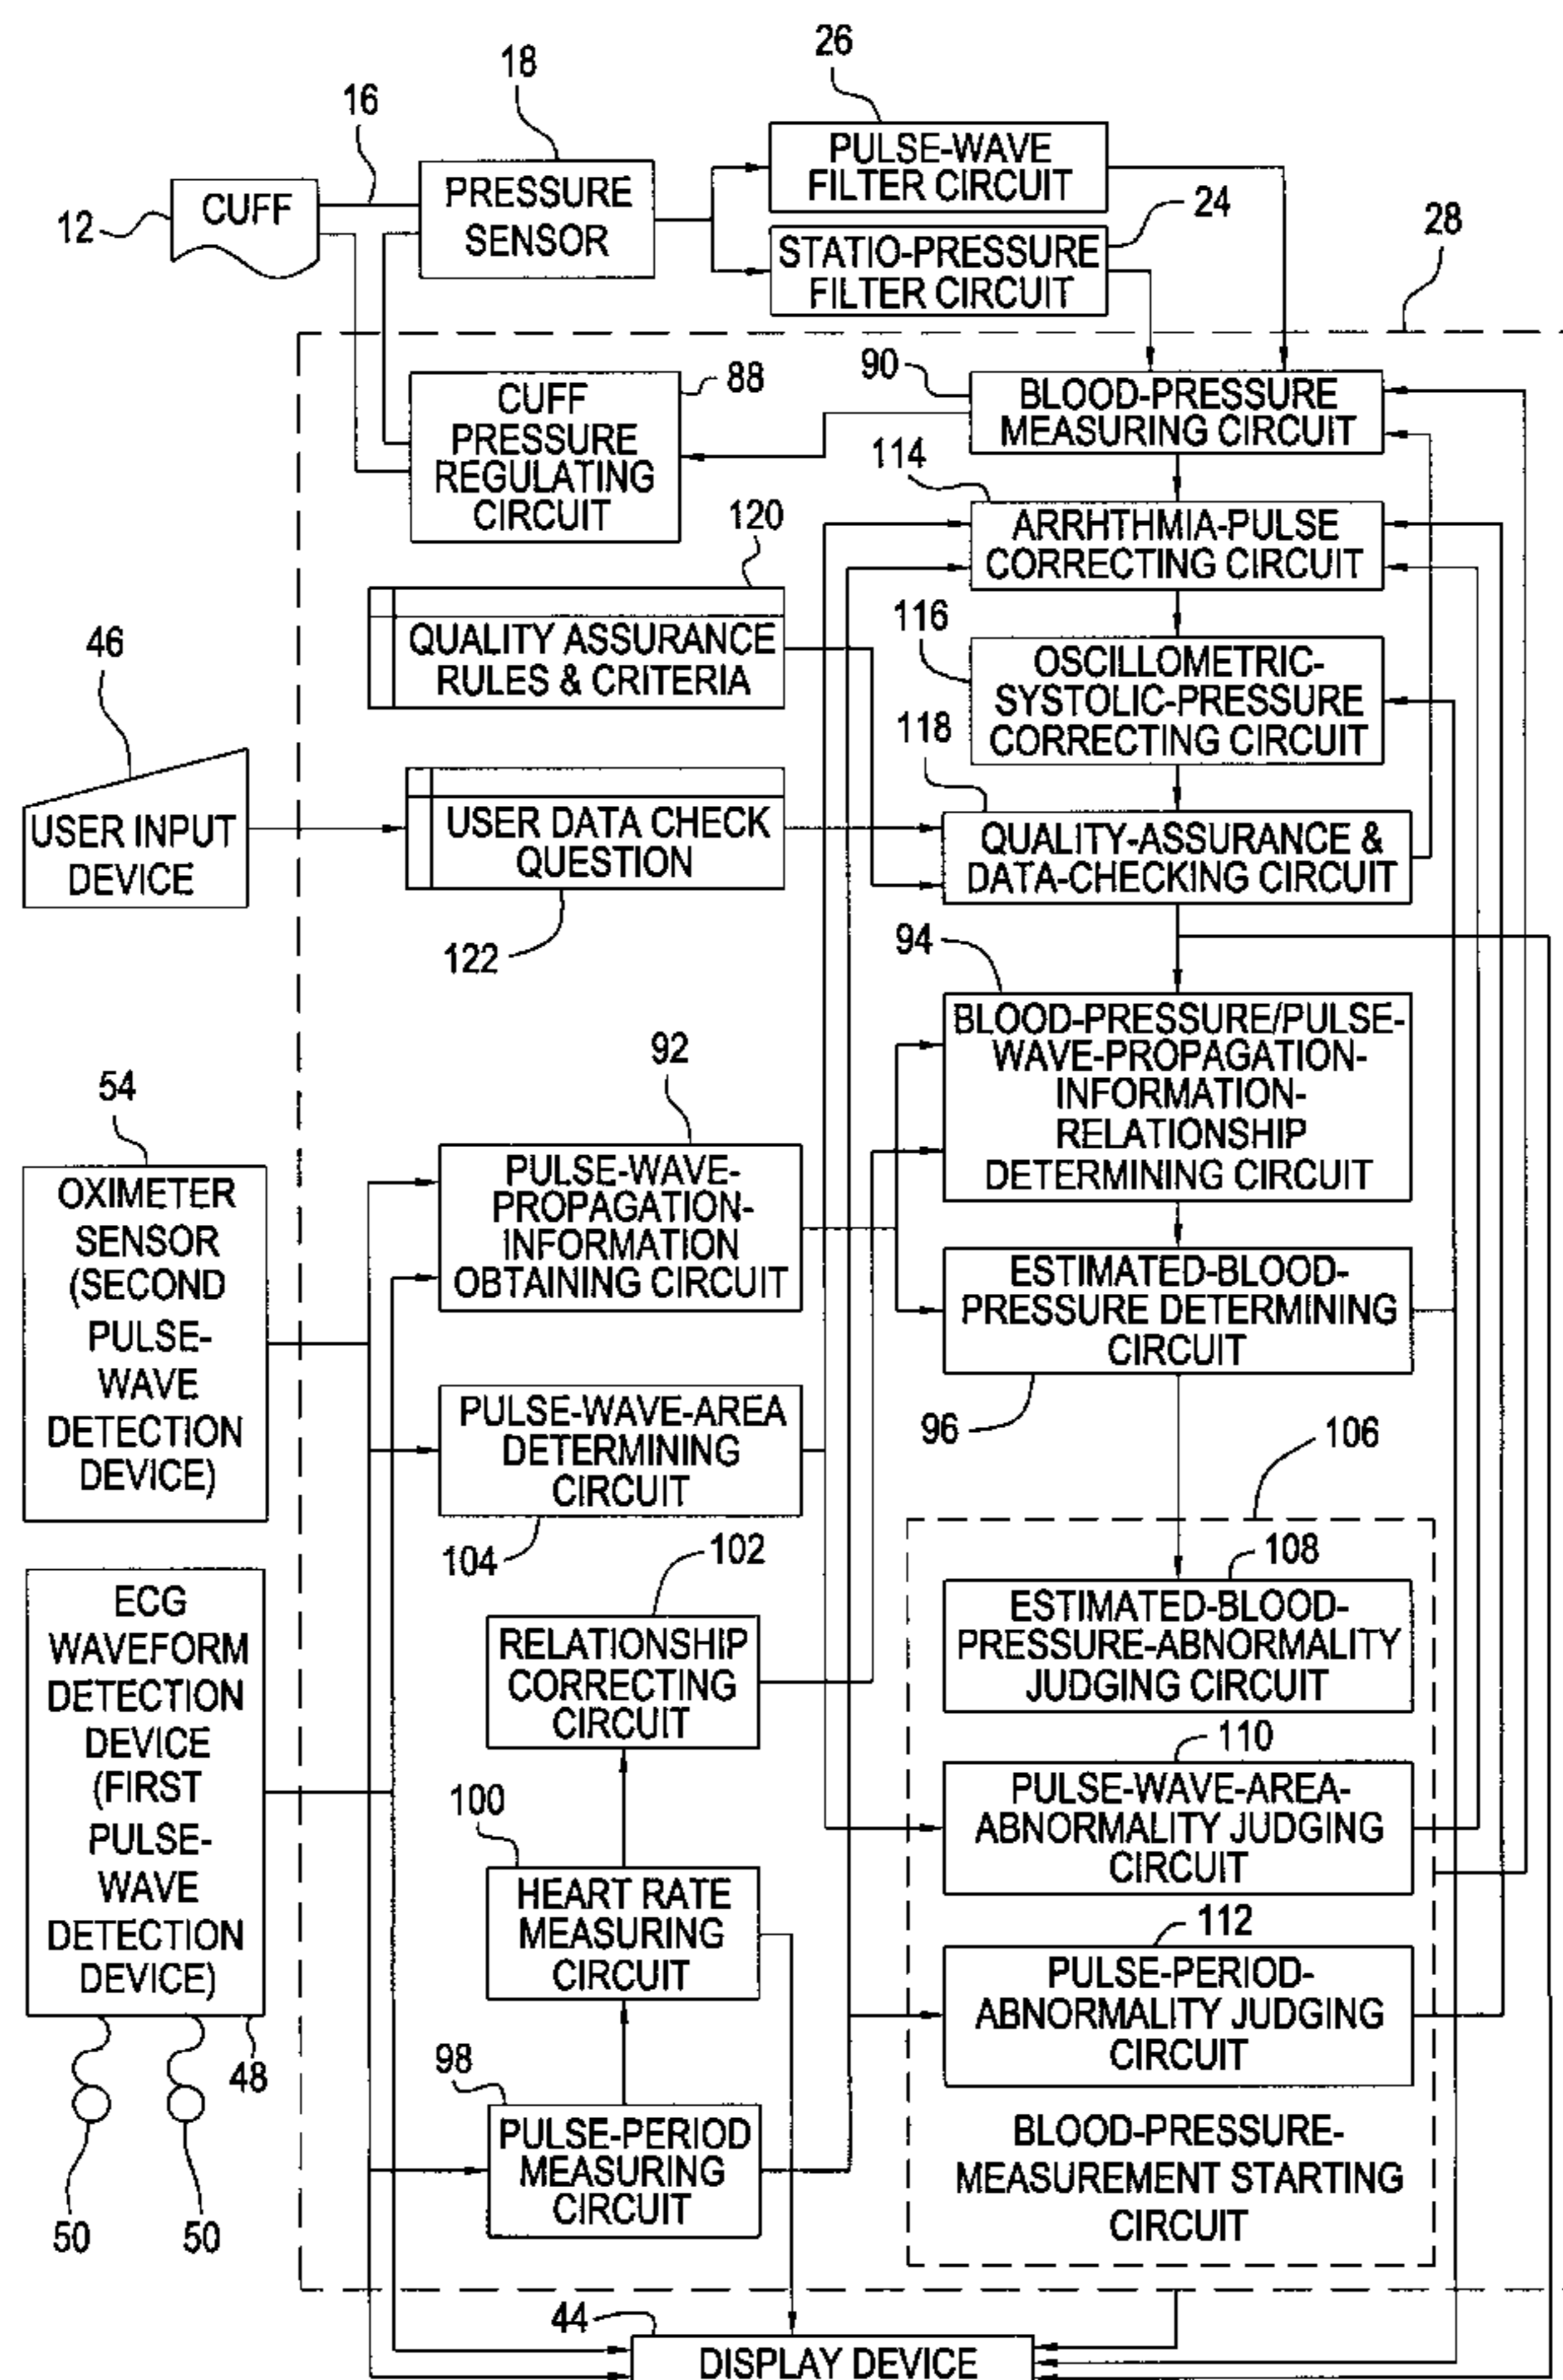 26
18
16
PULSE-WAVE
FILTER CIRCUIT
PRESSURE
SENSOR
CUFF
12
24
28
STATIO-PRESSURE
FILTER CIRCUIT
88
CUFF
PRESSURE
REGULATING
CIRCUIT
90
BLOOD-PRESSURE
MEASURING CIRCUIT
114
ARRHTHMIA-PULSE
CORRECTING CIRCUIT
120
QUALITY ASSURANCE
RULES & CRITERIA
116
OSCILLOMETRIC-
SYSTOLIC-PRESSURE
CORRECTING CIRCUIT
46
USER INPUT
DEVICE
118
USER DATA CHECK
QUESTION
122
QUALITY-ASSURANCE &
DATA-CHECKING CIRCUIT
94
BLOOD-PRESSURE/PULSE-
WAVE-PROPAGATION-
INFORMATION-
RELATIONSHIP
DETERMINING CIRCUIT
92
PULSE-WAVE-
PROPAGATION-
INFORMATION
OBTAINING CIRCUIT
54
OXIMETER
SENSOR
(SECOND
PULSE-
WAVE
DETECTION
DEVICE)
ESTIMATED-BLOOD-
PRESSURE DETERMINING
CIRCUIT
96
PULSE-WAVE-AREA
DETERMINING
CIRCUIT
104
106
102
108
ECG
WAVEFORM
DETECTION
DEVICE
(FIRST
PULSE-
WAVE
DETECTION
DEVICE)
RELATIONSHIP
CORRECTING
CIRCUIT
ESTIMATED-BLOOD-
PRESSURE-ABNORMALITY
JUDGING CIRCUIT
110
PULSE-WAVE-AREA-
ABNORMALITY JUDGING
CIRCUIT
100
HEART RATE
MEASURING
CIRCUIT
112
PULSE-PERIOD-
ABNORMALITY JUDGING
CIRCUIT
48
98
PULSE-PERIOD
MEASURING
CIRCUIT
BLOOD-PRESSURE-
MEASUREMENT STARTING
CIRCUIT
50
50
44
DISPLAY DEVICE